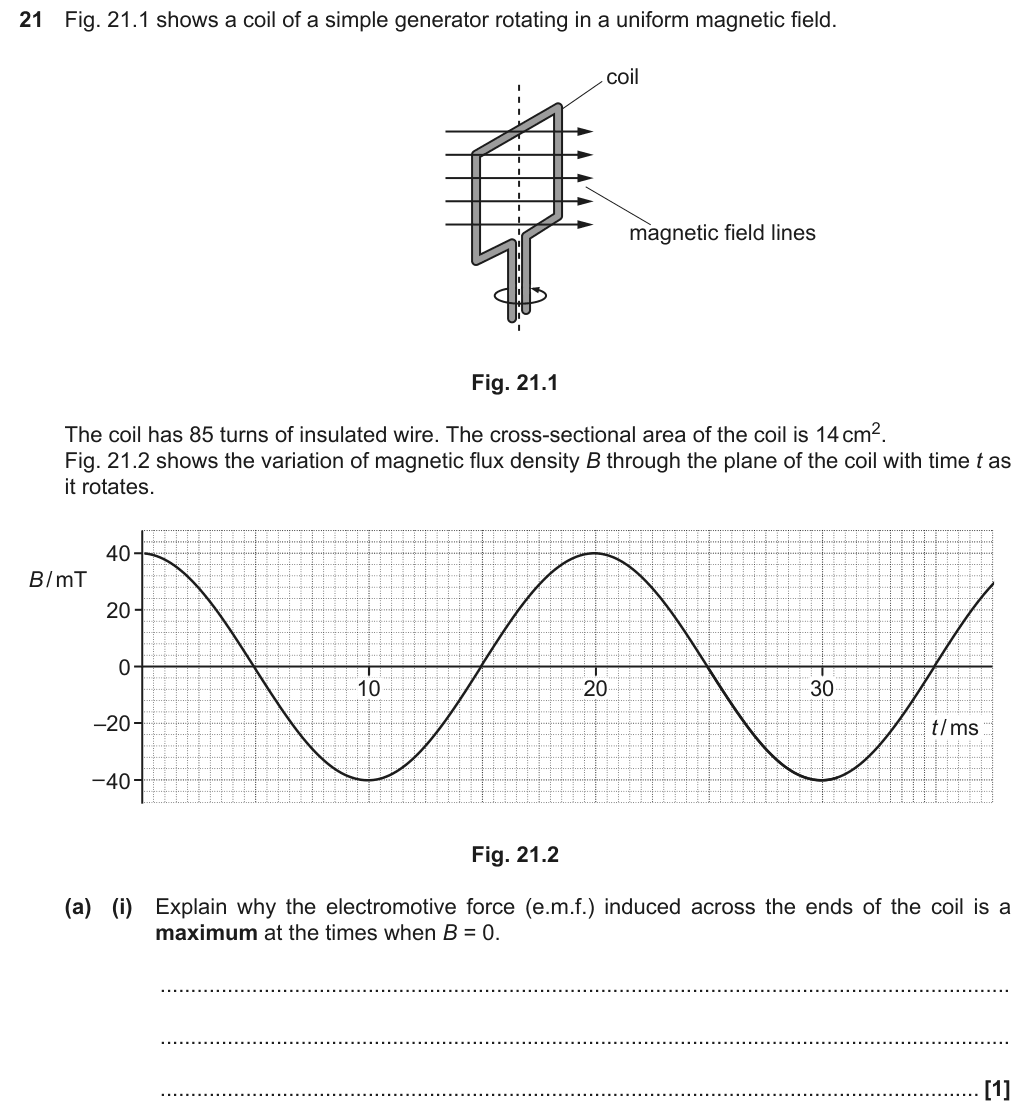 21 Fig. 21.1 shows a coil of a simple generator rotating in a uniform magnetic field.
coil
magnetic field lines
Fig. 21.1
The coil has 85 turns of insulated wire. The cross-sectional area of the coil is 14 cm².
Fig. 21.2 shows the variation of magnetic flux density B through the plane of the coil with time t as
it rotates.
40
B / mT
20
0
10 20 30
–20
t / ms
–40
Fig. 21.2
(a) (i) Explain why the electromotive force (e.m.f.) induced across the ends of the coil is a
maximum at the times when B = 0.
...................................................................................................
...................................................................................................
................................................................................................... [1]